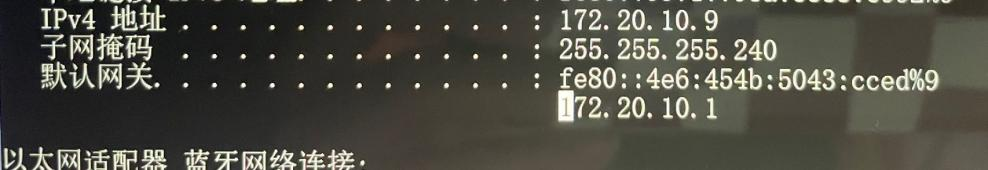 IPv4 地址 . . . . . . . . . . . . : 172.20.10.9
子网掩码 . . . . . . . . . . . . : 255.255.255.240
默认网关. . . . . . . . . . . . . : fe80::4e6:454b:5043:cced%9
172.20.10.1
以太网适配器 蓝牙网络连接: